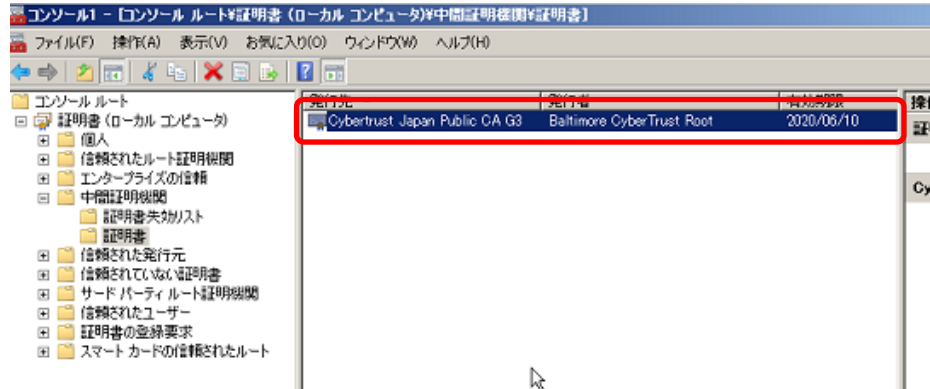 コンソール1 - [コンソール ルート¥証明書 (ローカル コンピュータ)¥中間証明機関¥証明書]
ファイル(F) 操作(A) 表示(V) お気に入り(O) ウィンドウ(W) ヘルプ(H)
コンソール ルート
証明書 (ローカル コンピュータ)
個人
信頼されたルート証明機関
エンタープライズの信頼
中間証明機関
証明書失効リスト
証明書
信頼された発行元
信頼されていない証明書
サード パーティ ルート証明機関
信頼されたユーザー
証明書の登録要求
スマート カードの信頼されたルート
発行先 発行者 有効期限
Cybertrust Japan Public CA G3 Baltimore CyberTrust Root 2020/06/10
操
証
Cy